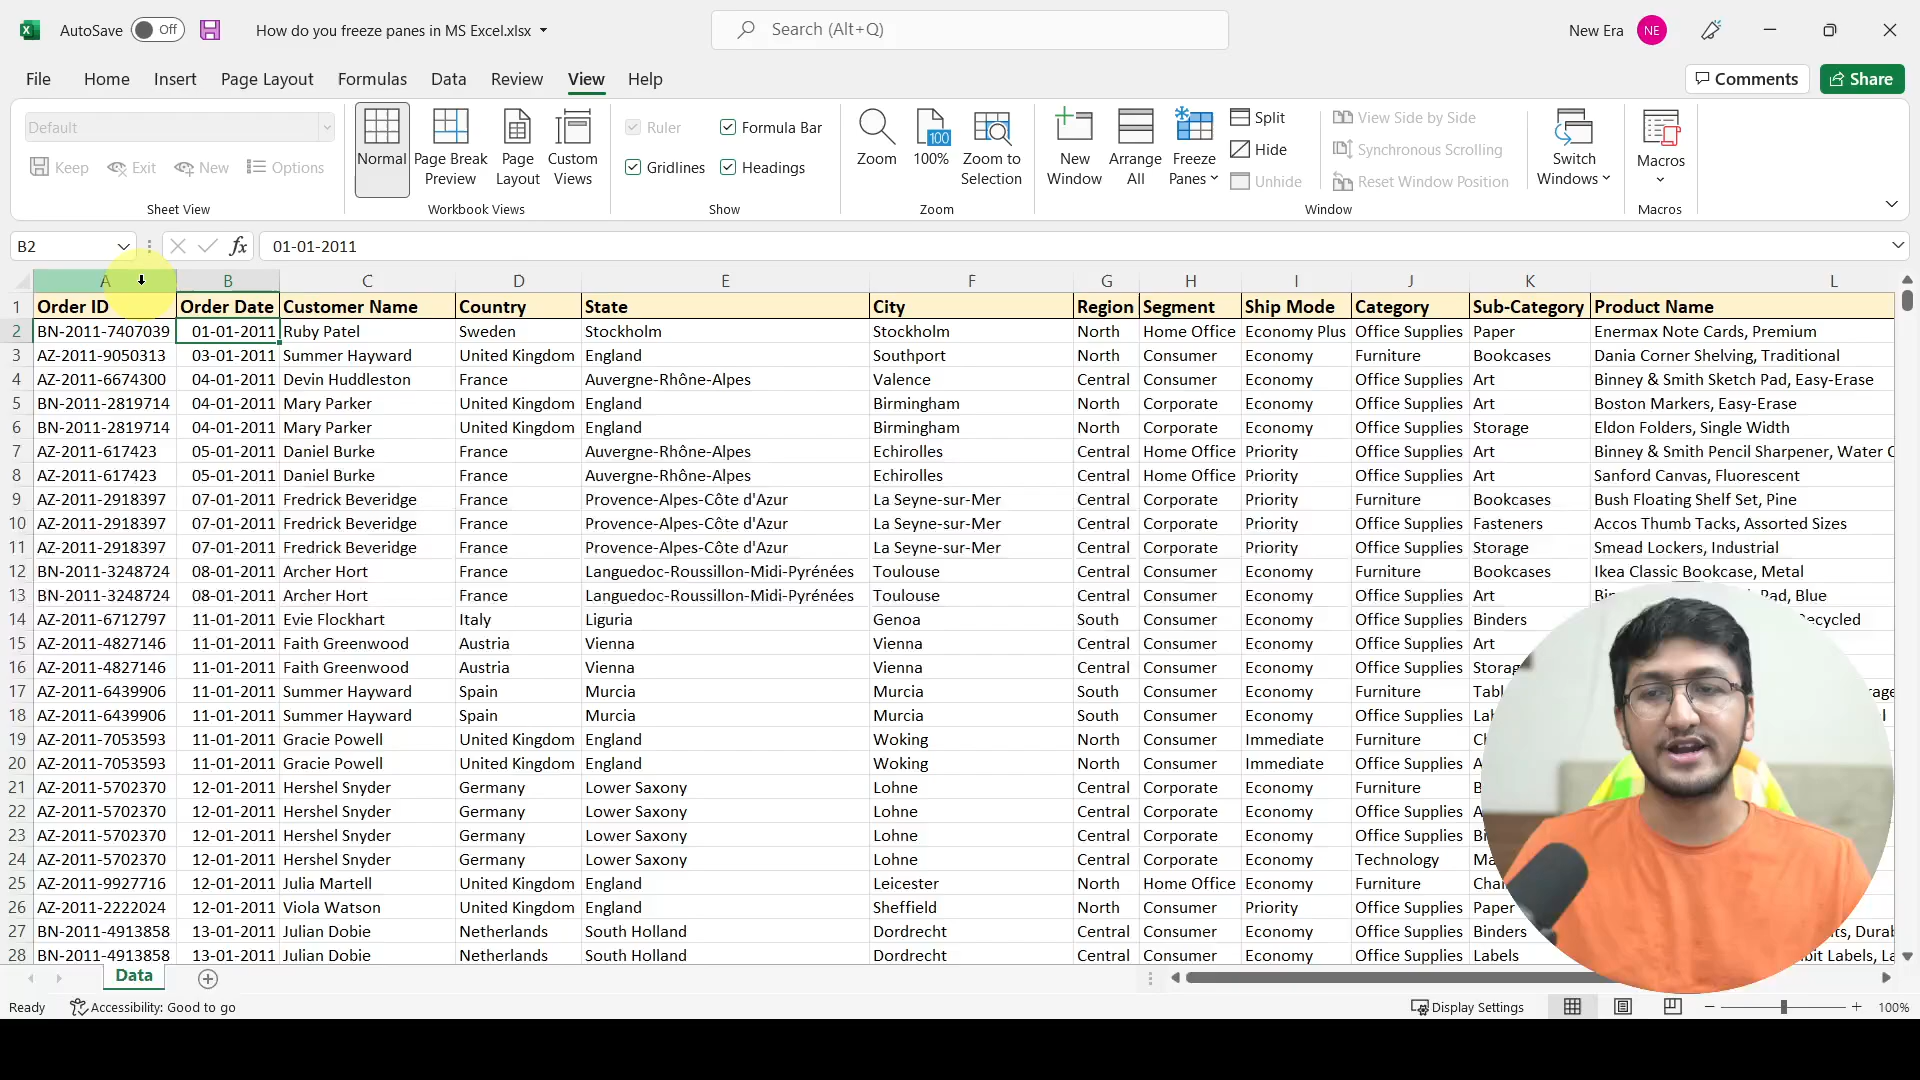 AutoSave Off How do you freeze panes in MS Excel.xlsx Search (Alt+Q) New Era NE
File Home Insert Page Layout Formulas Data Review View Help Comments Share
Default
Keep Exit New Options
Sheet View
Normal Page Break Preview Page Layout Custom Views
Workbook Views
Ruler Formula Bar
Gridlines Headings
Show
Zoom 100 100% Zoom to Selection
Zoom
New Window Arrange All Freeze Panes
Split
Hide
Unhide
View Side by Side
Synchronous Scrolling
Reset Window Position
Switch Windows
Window
Macros
Macros
B2 fx 01-01-2011
A B C D E F G H I J K L
1 Order ID Order Date Customer Name Country State City Region Segment Ship Mode Category Sub-Category Product Name
2 BN-2011-7407039 01-01-2011 Ruby Patel Sweden Stockholm Stockholm North Home Office Economy Plus Office Supplies Paper Enermax Note Cards, Premium
3 AZ-2011-9050313 03-01-2011 Summer Hayward United Kingdom England Southport North Consumer Economy Furniture Bookcases Dania Corner Shelving, Traditional
4 AZ-2011-6674300 04-01-2011 Devin Huddleston France Auvergne-Rhône-Alpes Valence Central Consumer Economy Office Supplies Art Binney & Smith Sketch Pad, Easy-Erase
5 BN-2011-2819714 04-01-2011 Mary Parker United Kingdom England Birmingham North Corporate Economy Office Supplies Art Boston Markers, Easy-Erase
6 BN-2011-2819714 04-01-2011 Mary Parker United Kingdom England Birmingham North Corporate Economy Office Supplies Storage Eldon Folders, Single Width
7 AZ-2011-617423 05-01-2011 Daniel Burke France Auvergne-Rhône-Alpes Echirolles Central Home Office Priority Office Supplies Art Binney & Smith Pencil Sharpener, Water C
8 AZ-2011-617423 05-01-2011 Daniel Burke France Auvergne-Rhône-Alpes Echirolles Central Home Office Priority Office Supplies Art Sanford Canvas, Fluorescent
9 AZ-2011-2918397 07-01-2011 Fredrick Beveridge France Provence-Alpes-Côte d'Azur La Seyne-sur-Mer Central Corporate Priority Furniture Bookcases Bush Floating Shelf Set, Pine
10 AZ-2011-2918397 07-01-2011 Fredrick Beveridge France Provence-Alpes-Côte d'Azur La Seyne-sur-Mer Central Corporate Priority Office Supplies Fasteners Accos Thumb Tacks, Assorted Sizes
11 AZ-2011-2918397 07-01-2011 Fredrick Beveridge France Provence-Alpes-Côte d'Azur La Seyne-sur-Mer Central Corporate Priority Office Supplies Storage Smead Lockers, Industrial
12 BN-2011-3248724 08-01-2011 Archer Hort France Languedoc-Roussillon-Midi-Pyrénées Toulouse Central Consumer Economy Furniture Bookcases Ikea Classic Bookcase, Metal
13 BN-2011-3248724 08-01-2011 Archer Hort France Languedoc-Roussillon-Midi-Pyrénées Toulouse Central Consumer Economy Office Supplies Art Pad, Blue
14 AZ-2011-6712797 11-01-2011 Evie Flockhart Italy Liguria Genoa South Consumer Economy Office Supplies Binders
15 AZ-2011-4827146 11-01-2011 Faith Greenwood Austria Vienna Vienna Central Consumer Economy Office Supplies Art
16 AZ-2011-4827146 11-01-2011 Faith Greenwood Austria Vienna Vienna Central Consumer Economy Office Supplies
17 AZ-2011-6439906 11-01-2011 Summer Hayward Spain Murcia Murcia South Consumer Economy Furniture
18 AZ-2011-6439906 11-01-2011 Summer Hayward Spain Murcia Murcia South Consumer Economy Office Supplies
19 AZ-2011-7053593 11-01-2011 Gracie Powell United Kingdom England Woking North Consumer Immediate Furniture
20 AZ-2011-7053593 11-01-2011 Gracie Powell United Kingdom England Woking North Consumer Immediate Office Supplies
21 AZ-2011-5702370 12-01-2011 Hershel Snyder Germany Lower Saxony Lohne Central Corporate Economy Furniture
22 AZ-2011-5702370 12-01-2011 Hershel Snyder Germany Lower Saxony Lohne Central Corporate Economy Office Supplies
23 AZ-2011-5702370 12-01-2011 Hershel Snyder Germany Lower Saxony Lohne Central Corporate Economy Office Supplies
24 AZ-2011-5702370 12-01-2011 Hershel Snyder Germany Lower Saxony Lohne Central Corporate Economy Technology
25 AZ-2011-9927716 12-01-2011 Julia Martell United Kingdom England Leicester North Home Office Economy Furniture
26 AZ-2011-2222024 12-01-2011 Viola Watson United Kingdom England Sheffield North Consumer Priority Office Supplies Paper
27 BN-2011-4913858 13-01-2011 Julian Dobie Netherlands South Holland Dordrecht Central Consumer Economy Office Supplies Binders
28 BN-2011-4913858 13-01-2011 Julian Dobie Netherlands South Holland Dordrecht Central Consumer Economy Office Supplies Labels
Data
Ready Accessibility: Good to go Display Settings 100%